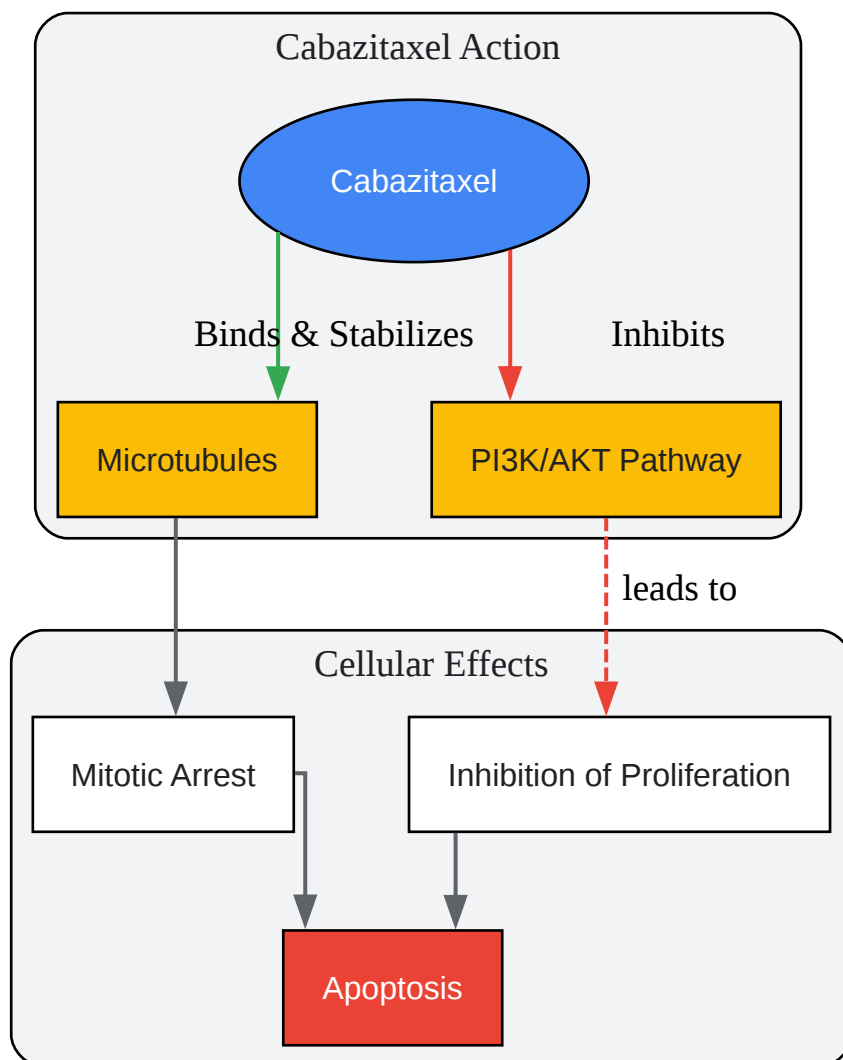 Cabazitaxel Action
Cabazitaxel
Binds & Stabilizes
Inhibits
Microtubules
PI3K/AKT Pathway
leads to
Cellular Effects
Mitotic Arrest
Inhibition of Proliferation
Apoptosis